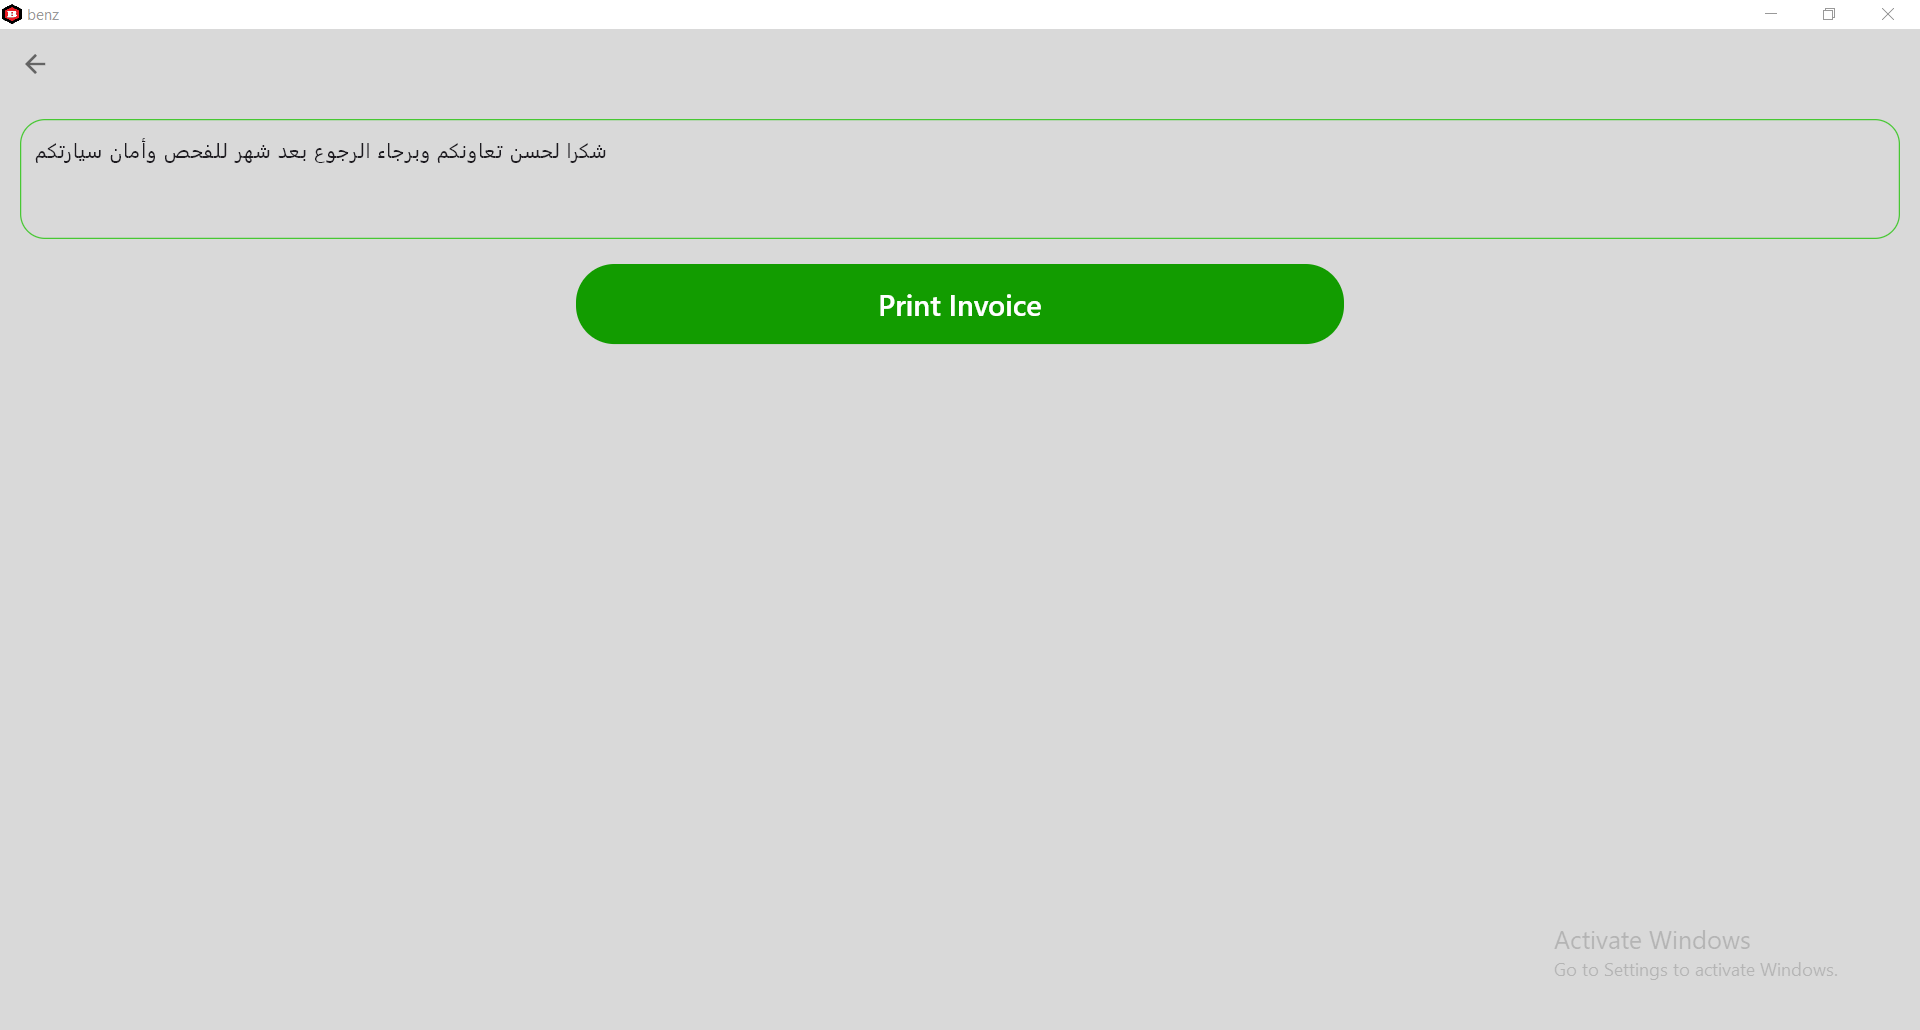 benz
شكرا لحسن تعاونكم وبرجاء الرجوع بعد شهر للفحص وأمان سيارتكم
Print Invoice
Activate Windows
Go to Settings to activate Windows.